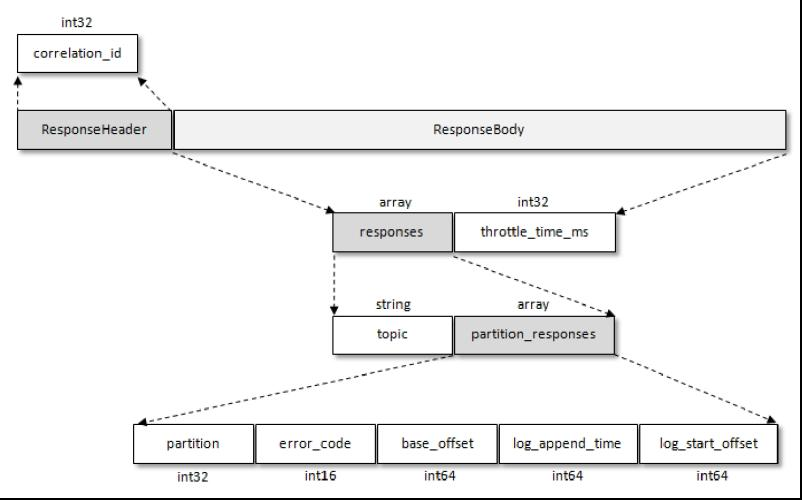 int32
correlation_id
ResponseHeader ResponseBody
array int32
responses throttle_time_ms
string array
topic partition_responses
partition error_code base_offset log_append_time log_start_offset
int32 int16 int64 int64 int64